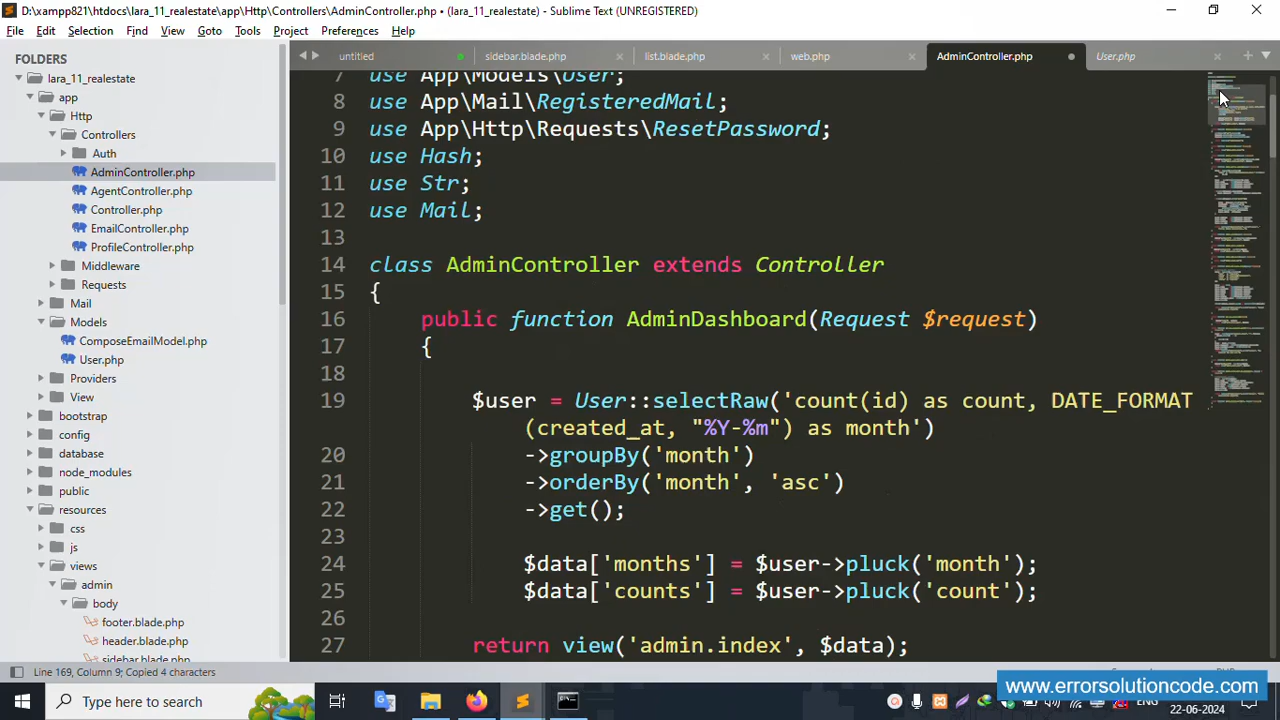 D:\xampp821\htdocs\lara_11_realestate\app\Http\Controllers\AdminController.php • (lara_11_realestate) - Sublime Text (UNREGISTERED)
File Edit Selection Find View Goto Tools Project Preferences Help
FOLDERS
lara_11_realestate
app
Http
Controllers
Auth
AdminController.php
AgentController.php
Controller.php
EmailController.php
ProfileController.php
Middleware
Requests
Mail
Models
ComposeEmailModel.php
User.php
Providers
View
bootstrap
config
database
node_modules
public
resources
css
js
views
admin
body
footer.blade.php
header.blade.php
sidebar.blade.php
untitled sidebar.blade.php list.blade.php web.php AdminController.php User.php
7 use App\Models\User;
8 use App\Mail\RegisteredMail;
9 use App\Http\Requests\ResetPassword;
10 use Hash;
11 use Str;
12 use Mail;
13
14 class AdminController extends Controller
15 {
16 public function AdminDashboard(Request $request)
17 {
18
19 $user = User::selectRaw('count(id) as count, DATE_FORMAT
(created_at, "%Y-%m") as month')
20 ->groupBy('month')
21 ->orderBy('month', 'asc')
22 ->get();
23
24 $data['months'] = $user->pluck('month');
25 $data['counts'] = $user->pluck('count');
26
27 return view('admin.index', $data);
Line 169, Column 9; Copied 4 characters
www.errorsolutioncode.com
Type here to search
ENG
22-06-2024